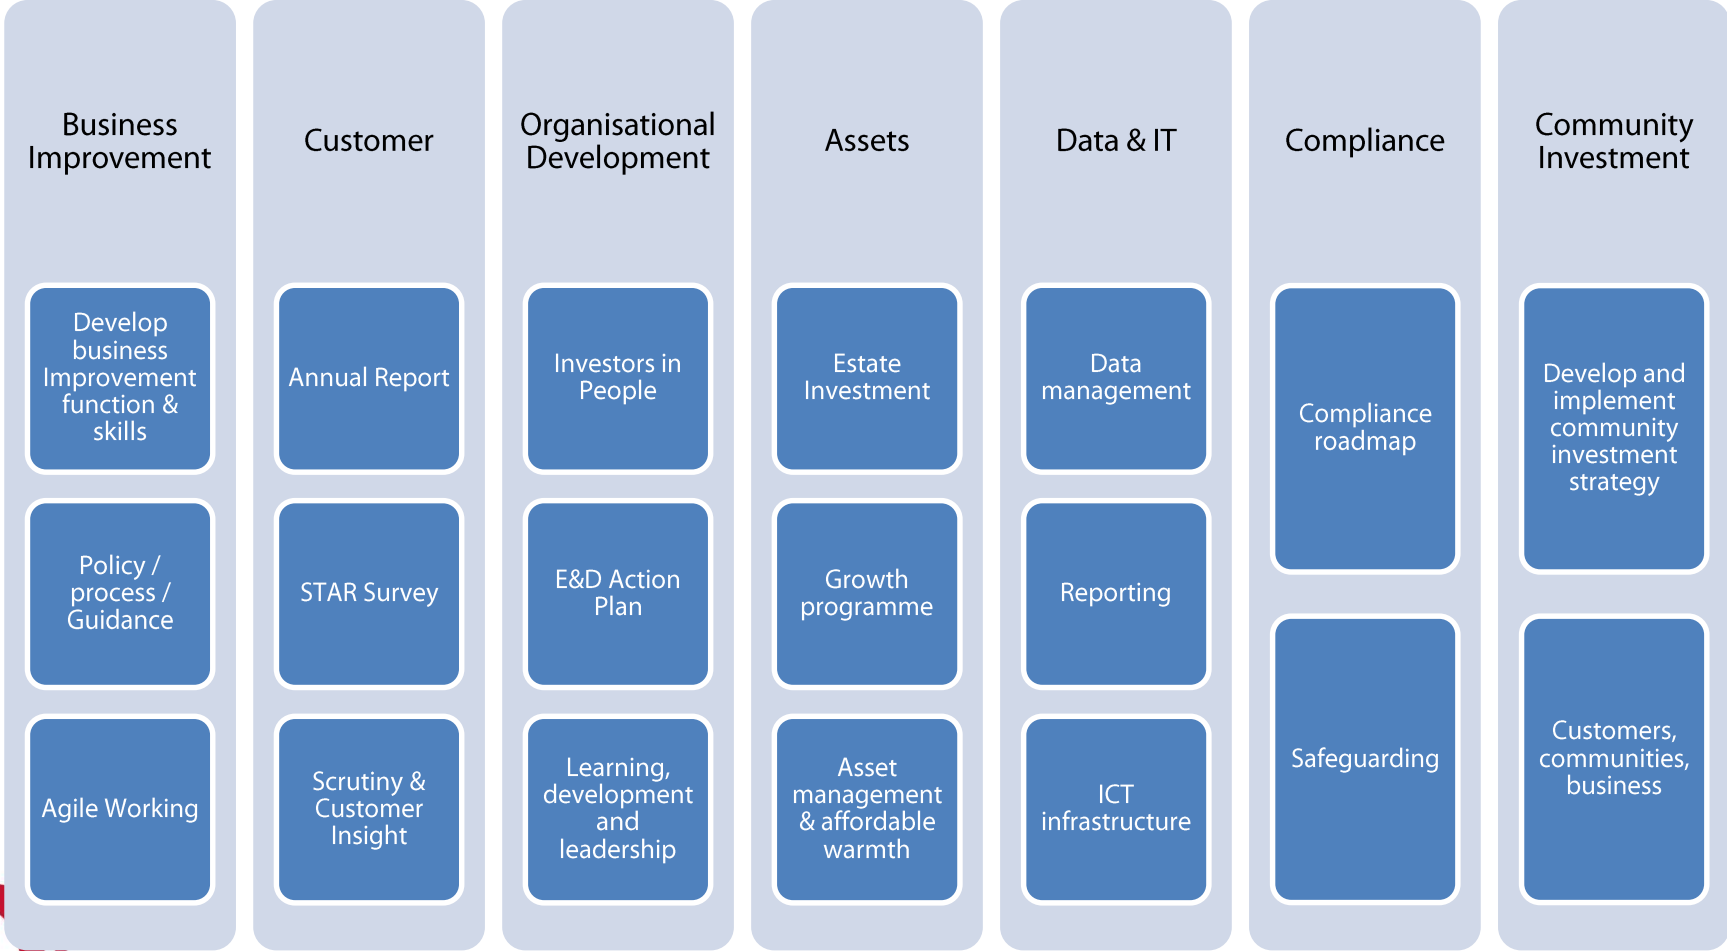 Business
Improvement
Develop
business
Improvement
function &
skills
Policy /
process /
Guidance
Agile Working
Customer
Annual Report
STAR Survey
Scrutiny &
Customer
Insight
Organisational
Development
Investors in
People
E&D Action
Plan
Learning,
development
and
leadership
Assets
Estate
Investment
Growth
programme
Asset
management
& affordable
warmth
Data & IT
Data
management
Reporting
ICT
infrastructure
Compliance
Compliance
roadmap
Safeguarding
Community
Investment
Develop and
implement
community
investment
strategy
Customers,
communities,
business